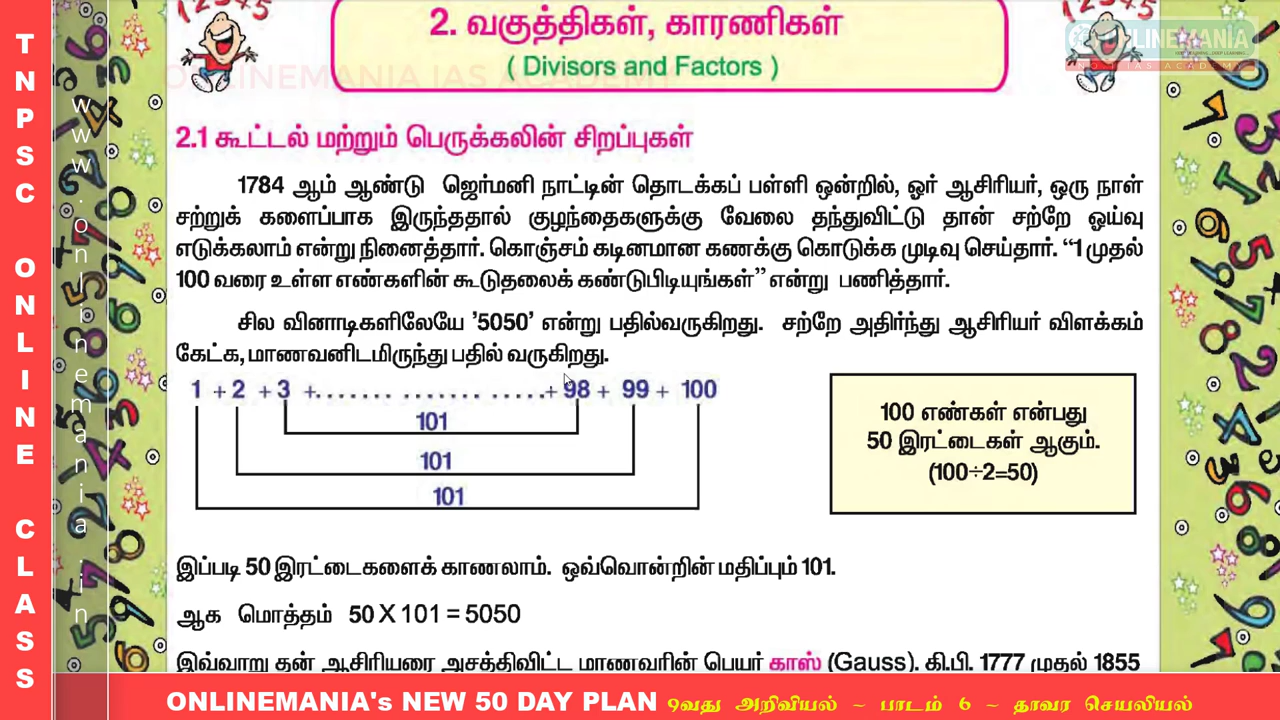 TNPSC ONLINE CLASS
www.onlinemania.in
ONLINEMANIA
NO.1 IAS ACADEMY
ONLINEMANIA IAS ACADEMY
2. வகுத்திகள், காரணிகள்
( Divisors and Factors )
2.1 கூட்டல் மற்றும் பெருக்கலின் சிறப்புகள்
1784 ஆம் ஆண்டு ஜெர்மனி நாட்டின் தொடக்கப் பள்ளி ஒன்றில், ஓர் ஆசிரியர், ஒரு நாள்
சற்றுக் களைப்பாக இருந்ததால் குழந்தைகளுக்கு வேலை தந்துவிட்டு தான் சற்றே ஓய்வு
எடுக்கலாம் என்று நினைத்தார். கொஞ்சம் கடினமான கணக்கு கொடுக்க முடிவு செய்தார். “1 முதல்
100 வரை உள்ள எண்களின் கூடுதலைக் கண்டுபிடியுங்கள்” என்று பணித்தார்.
சில வினாடிகளிலேயே '5050' என்று பதில்வருகிறது. சற்றே அதிர்ந்து ஆசிரியர் விளக்கம்
கேட்க, மாணவனிடமிருந்து பதில் வருகிறது.
1 + 2 + 3 +....... ....... .....+ 98 + 99 + 100
101
101
101
100 எண்கள் என்பது
50 இரட்டைகள் ஆகும்.
(100÷2=50)
இப்படி 50 இரட்டைகளைக் காணலாம். ஒவ்வொன்றின் மதிப்பும் 101.
ஆக மொத்தம் 50 X 101 = 5050
இவ்வாறு தன் ஆசிரியரை அசத்திவிட்ட மாணவரின் பெயர் காஸ் (Gauss). கி.பி. 1777 முதல் 1855
ONLINEMANIA's NEW 50 DAY PLAN 9வது அறிவியல் ~ பாடம் 6 ~ தாவர செயலியல்